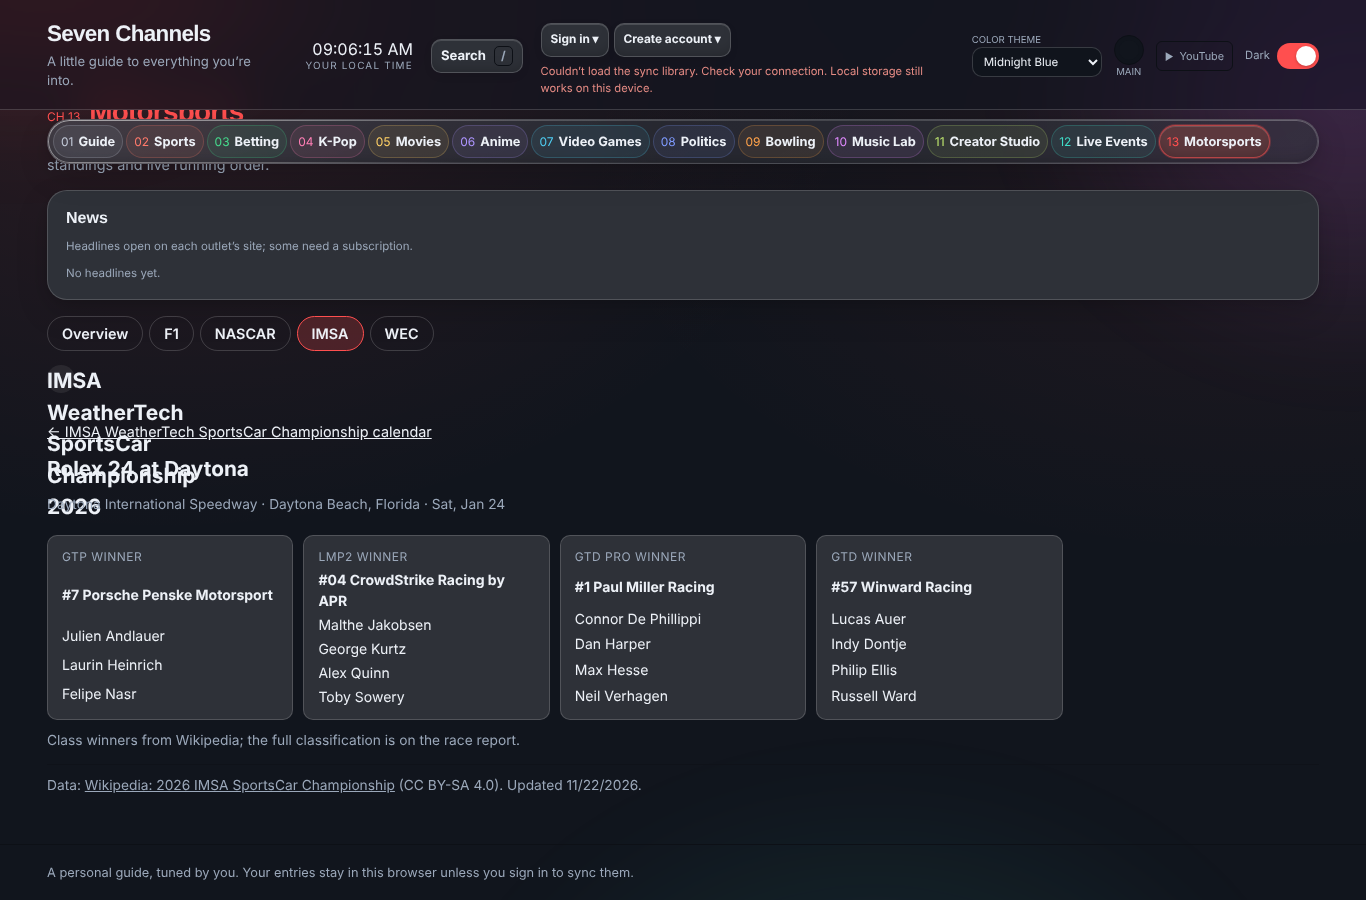 Seven Channels
A little guide to everything you’re
into.
09:06:15 AM
YOUR LOCAL TIME
Search /
Sign in ▾
Create account ▾
Couldn’t load the sync library. Check your connection. Local storage still
works on this device.
COLOR THEME
Midnight Blue
MAIN
▶ YouTube
Dark
CH 13 Motorsports
01 Guide
02 Sports
03 Betting
04 K-Pop
05 Movies
06 Anime
07 Video Games
08 Politics
09 Bowling
10 Music Lab
11 Creator Studio
12 Live Events
13 Motorsports
standings and live running order.
News
Headlines open on each outlet’s site; some need a subscription.
No headlines yet.
Overview
F1
NASCAR
IMSA
WEC
IMSA
WeatherTech
SportsCar
Championship
2026
← IMSA WeatherTech SportsCar Championship calendar
Rolex 24 at Daytona
Daytona International Speedway · Daytona Beach, Florida · Sat, Jan 24
GTP WINNER
#7 Porsche Penske Motorsport
Julien Andlauer
Laurin Heinrich
Felipe Nasr
LMP2 WINNER
#04 CrowdStrike Racing by
APR
Malthe Jakobsen
George Kurtz
Alex Quinn
Toby Sowery
GTD PRO WINNER
#1 Paul Miller Racing
Connor De Phillippi
Dan Harper
Max Hesse
Neil Verhagen
GTD WINNER
#57 Winward Racing
Lucas Auer
Indy Dontje
Philip Ellis
Russell Ward
Class winners from Wikipedia; the full classification is on the race report.
Data: Wikipedia: 2026 IMSA SportsCar Championship (CC BY-SA 4.0). Updated 11/22/2026.
A personal guide, tuned by you. Your entries stay in this browser unless you sign in to sync them.